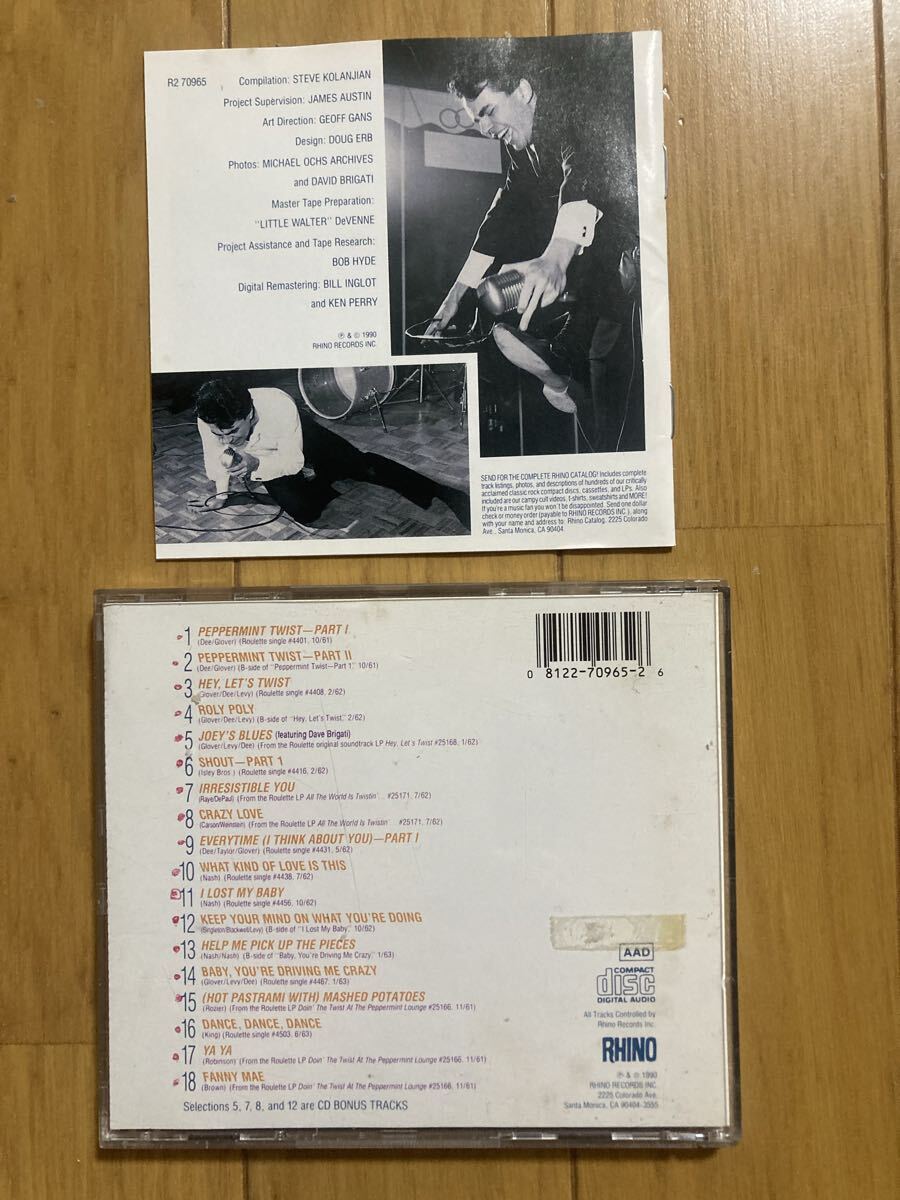 R2 70965
Compilation: STEVE KOLANJIAN
Project Supervision: JAMES AUSTIN
Art Direction: GEOFF GANS
Design: DOUG ERB
Photos: MICHAEL OCHS ARCHIVES
and DAVID BRIGATI
Master Tape Preparation:
"LITTLE WALTER" DeVENNE
Project Assistance and Tape Research:
BOB HYDE
Digital Remastering: BILL INGLOT
and KEN PERRY
℗ & © 1990
RHINO RECORDS INC.
SEND FOR THE COMPLETE RHINO CATALOG! Includes complete
track listings, photos, and descriptions of hundreds of our critically
acclaimed classic rock compact discs, cassettes, and LPs. Also
included are our campy cult videos, t-shirts, sweatshirts and MORE!
If you're a music fan you won't be disappointed. Send one dollar
check or money order (payable to RHINO RECORDS INC.), along
with your name and address to: Rhino Catalog, 2225 Colorado
Ave., Santa Monica, CA 90404.
1 PEPPERMINT TWIST—PART I
(Dee/Glover) (Roulette single #4401, 10/61)
2 PEPPERMINT TWIST—PART II
(Dee/Glover) (B-side of "Peppermint Twist—Part 1," 10/61)
3 HEY, LET'S TWIST
(Glover/Dee/Levy) (Roulette single #4408, 2/62)
4 ROLY POLY
(Glover/Dee/Levy) (B-side of "Hey, Let's Twist," 2/62)
5 JOEY'S BLUES (featuring Dave Brigati)
(Glover/Levy/Dee) (From the Roulette original soundtrack LP Hey, Let's Twist #25168, 1/62)
6 SHOUT—PART 1
(Isley Bros.) (Roulette single #4416, 2/62)
7 IRRESISTIBLE YOU
(Raye/DePaul) (From the Roulette LP All The World Is Twistin'... #25171, 7/62)
8 CRAZY LOVE
(Carson/Weinstein) (From the Roulette LP All The World Is Twistin' #25171, 7/62)
9 EVERYTIME (I THINK ABOUT YOU)—PART I
(Dee/Taylor/Glover) (Roulette single #4431, 5/62)
10 WHAT KIND OF LOVE IS THIS
(Nash) (Roulette single #4438, 7/62)
11 I LOST MY BABY
(Nash) (Roulette single #4456, 10/62)
12 KEEP YOUR MIND ON WHAT YOU'RE DOING
(Singleton/Blackwell/Levy) (B-side of "I Lost My Baby," 10/62)
13 HELP ME PICK UP THE PIECES
(Nash/Nash) (B-side of "Baby, You're Driving Me Crazy," 1/63)
14 BABY, YOU'RE DRIVING ME CRAZY
(Glover/Levy/Dee) (Roulette single #4467, 1/63)
15 (HOT PASTRAMI WITH) MASHED POTATOES
(Rozier) (From the Roulette LP Doin' The Twist At The Peppermint Lounge #25166, 11/61)
16 DANCE, DANCE, DANCE
(King) (Roulette single #4503, 6/63)
17 YA YA
(Robinson) (From the Roulette LP Doin' The Twist At The Peppermint Lounge #25166, 11/61)
18 FANNY MAE
(Brown) (From the Roulette LP Doin' The Twist At The Peppermint Lounge #25166, 11/61)
Selections 5, 7, 8, and 12 are CD BONUS TRACKS
0 8122-70965-2 6
AAD
COMPACT
disc
DIGITAL AUDIO
All Tracks Controlled by
Rhino Records Inc.
RHINO
℗ & © 1990
RHINO RECORDS INC.
2225 Colorado Ave.
Santa Monica, CA 90404-3555